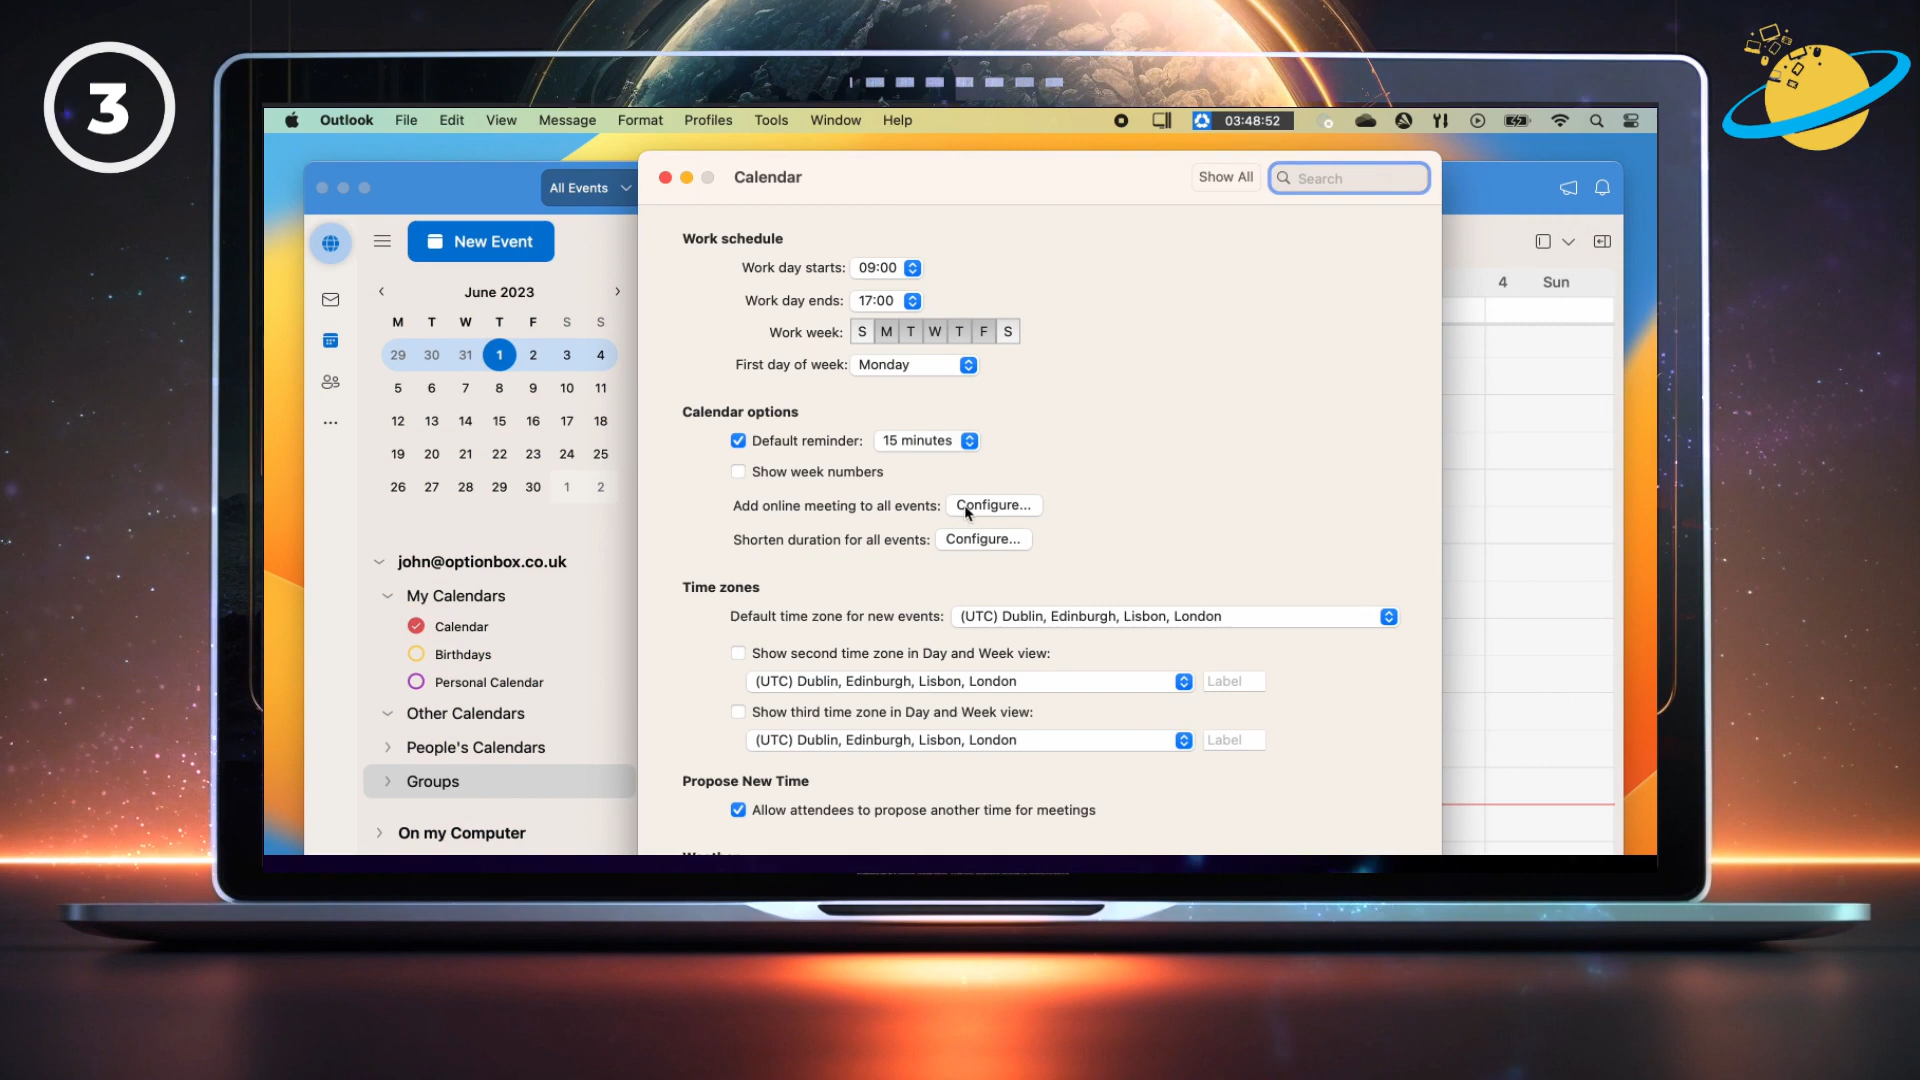 3
Outlook File Edit View Message Format Profiles Tools Window Help 03:48:52
All Events
Calendar
Show All
Search
New Event
June 2023
M T W T F S S
29 30 31 1 2 3 4
5 6 7 8 9 10 11
12 13 14 15 16 17 18
19 20 21 22 23 24 25
26 27 28 29 30 1 2
john@optionbox.co.uk
My Calendars
Calendar
Birthdays
Personal Calendar
Other Calendars
People's Calendars
Groups
On my Computer
Work schedule
Work day starts: 09:00
Work day ends: 17:00
Work week: S M T W T F S
First day of week: Monday
Calendar options
Default reminder: 15 minutes
Show week numbers
Add online meeting to all events: Configure...
Shorten duration for all events: Configure...
Time zones
Default time zone for new events: (UTC) Dublin, Edinburgh, Lisbon, London
Show second time zone in Day and Week view:
(UTC) Dublin, Edinburgh, Lisbon, London Label
Show third time zone in Day and Week view:
(UTC) Dublin, Edinburgh, Lisbon, London Label
Propose New Time
Allow attendees to propose another time for meetings
4 Sun